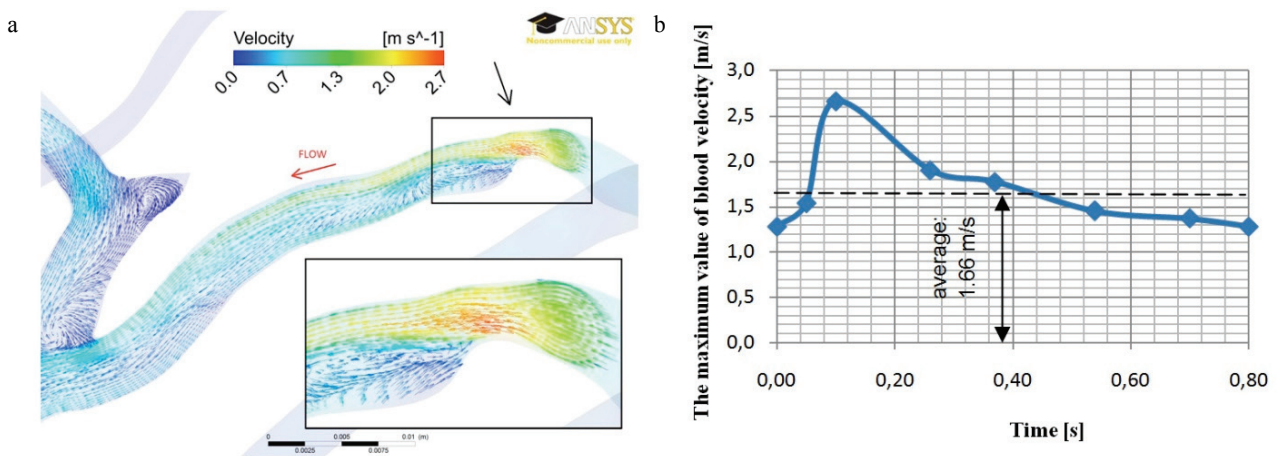 a
Velocity [m s^-1]
0.0 0.7 1.3 2.0 2.7
ANSYS
Noncommercial use only
FLOW
0 0.005 0.01 (m)
0.0025 0.0075
b
The maximum value of blood velocity [m/s]
3,0
2,5
2,0
1,5
1,0
0,5
0,0
average:
1.66 m/s
0,00 0,20 0,40 0,60 0,80
Time [s]